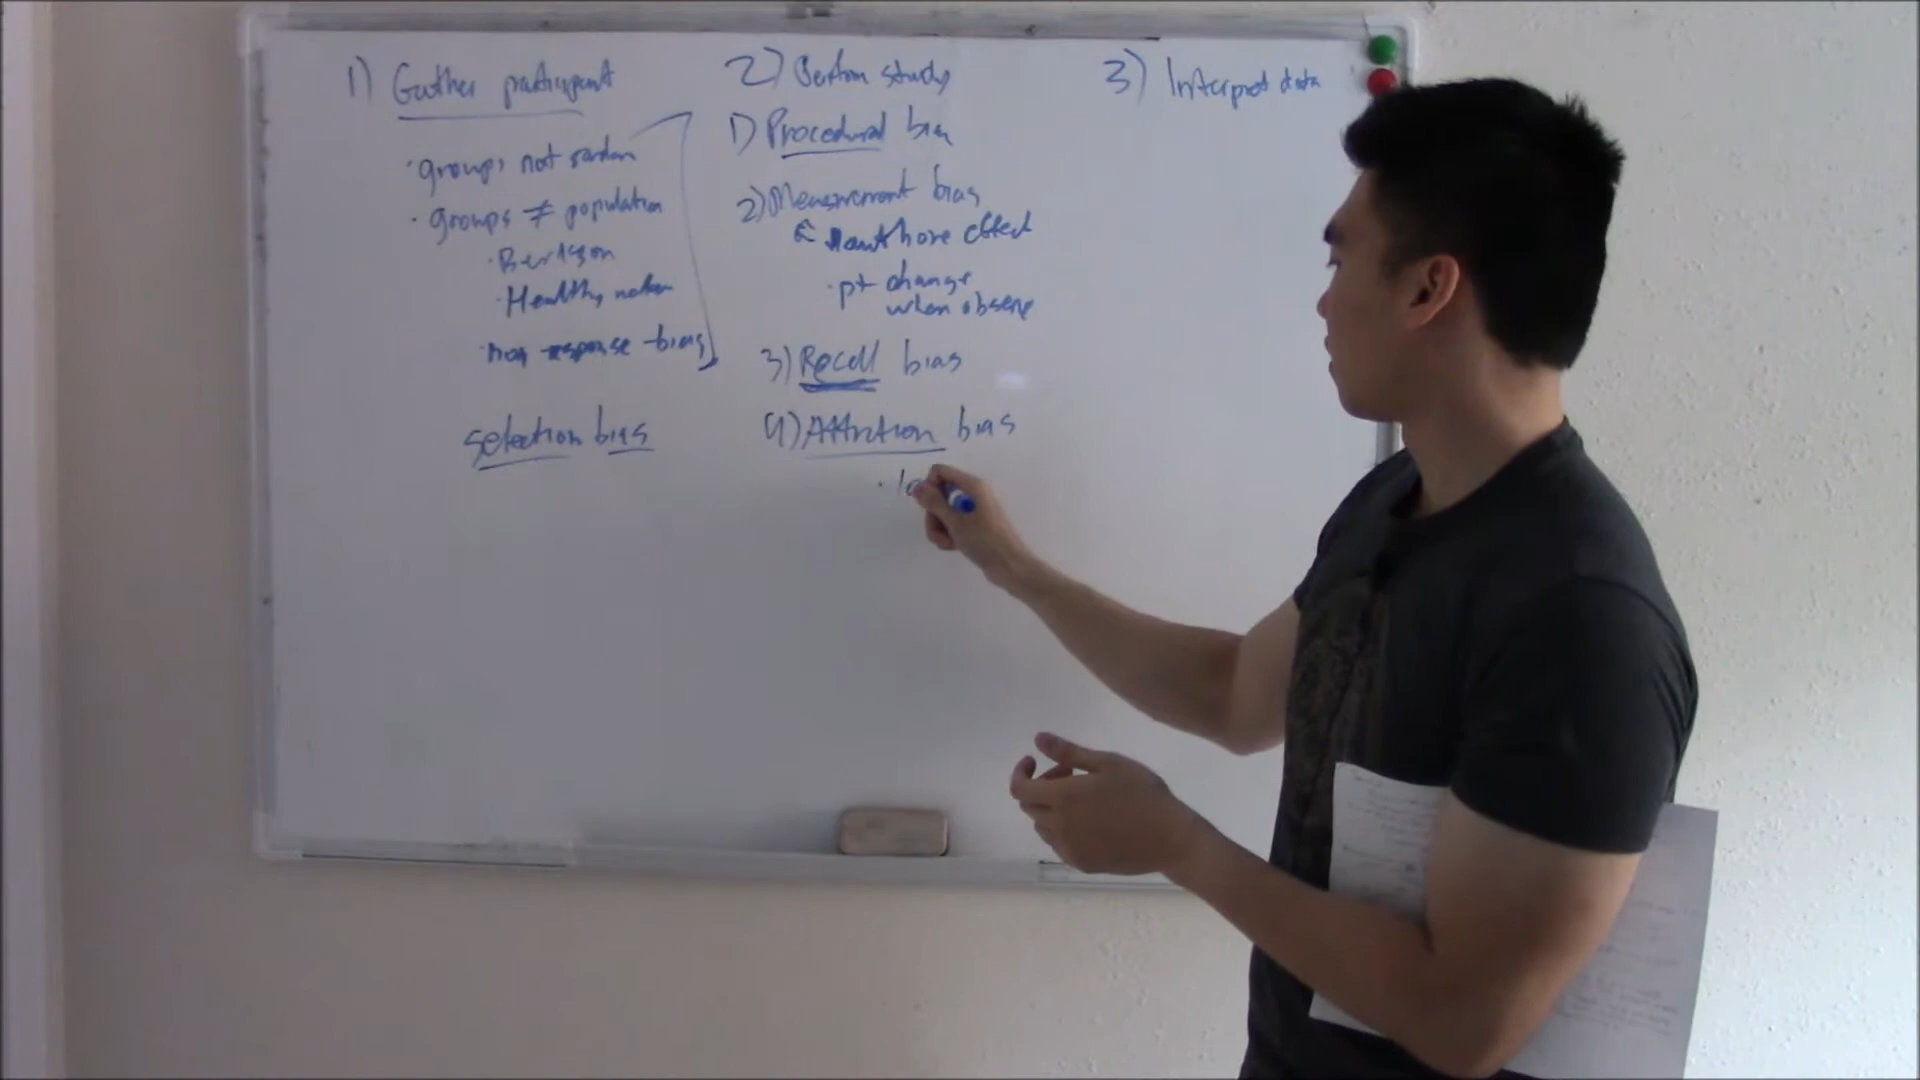 1) Gather participant
· groups not random
· groups ≠ population
· Berkson
· Healthy
· non response bias
selection bias
2) Perform study
1) Procedural bias
2) Measurement bias
hawthore effect
· pt change
when observe
3) Recall bias
4) Attrition bias
3) Interpret data